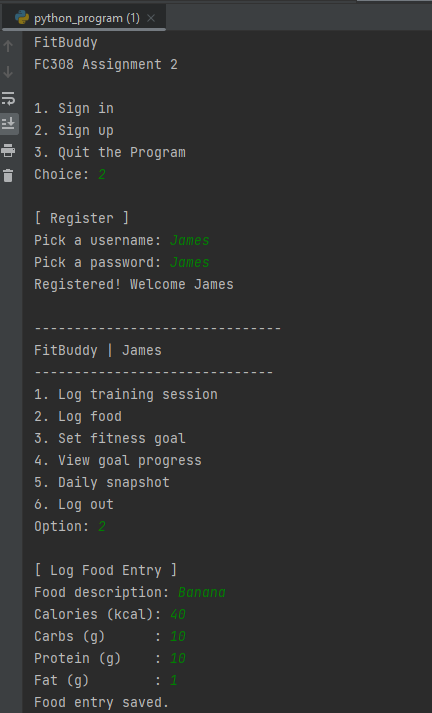 python_program (1)
FitBuddy
FC308 Assignment 2
1. Sign in
2. Sign up
3. Quit the Program
Choice: 2
[ Register ]
Pick a username: James
Pick a password: James
Registered! Welcome James
-------------------------------
FitBuddy | James
------------------------------
1. Log training session
2. Log food
3. Set fitness goal
4. View goal progress
5. Daily snapshot
6. Log out
Option: 2
[ Log Food Entry ]
Food description: Banana
Calories (kcal): 40
Carbs (g)      : 10
Protein (g)    : 10
Fat (g)        : 1
Food entry saved.